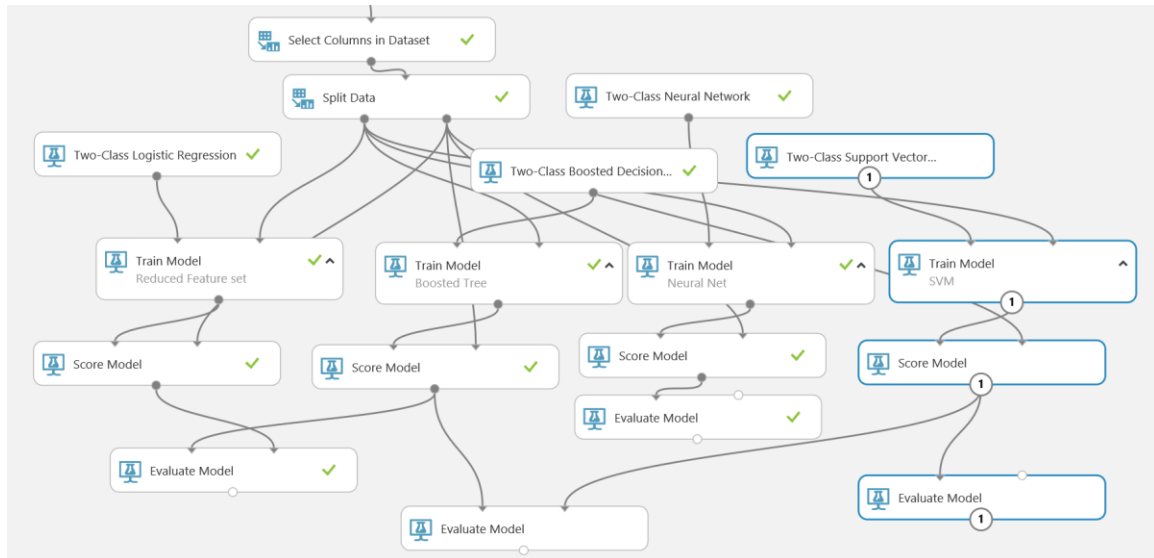 Select Columns in Dataset
Split Data
Two-Class Neural Network
Two-Class Logistic Regression
Two-Class Boosted Decision...
Two-Class Support Vector...
1
Train Model
Reduced Feature set
Train Model
Boosted Tree
Train Model
Neural Net
Train Model
SVM
1
Score Model
Score Model
Score Model
Score Model
1
Evaluate Model
Evaluate Model
Evaluate Model
Evaluate Model
1